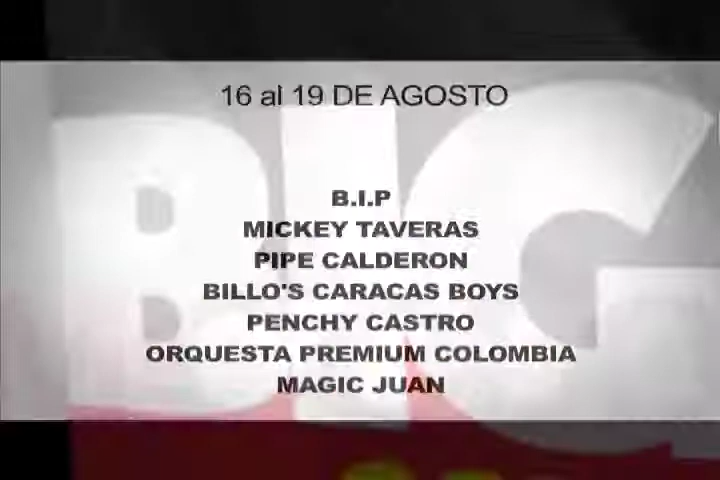 16 al 19 DE AGOSTO
BIG
B.I.P
MICKEY TAVERAS
PIPE CALDERON
BILLO'S CARACAS BOYS
PENCHY CASTRO
ORQUESTA PREMIUM COLOMBIA
MAGIC JUAN